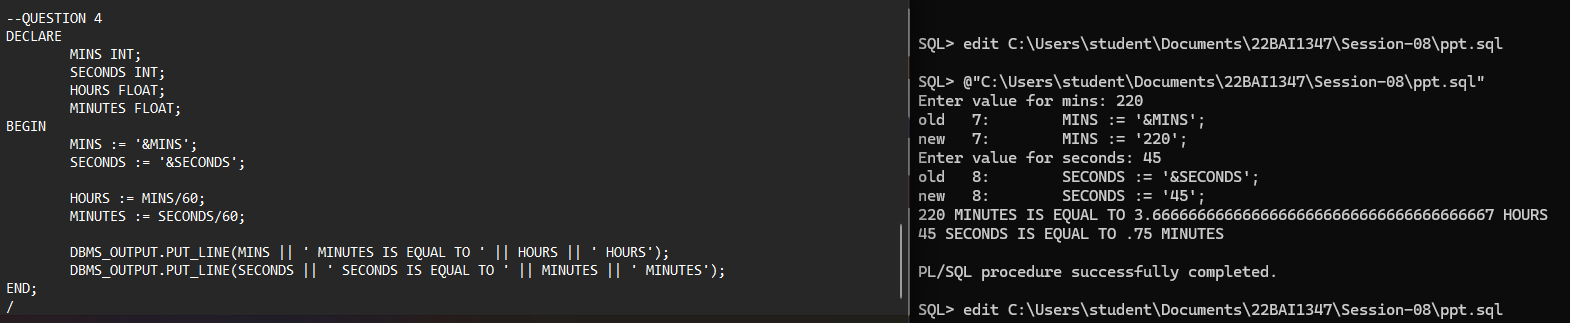 --QUESTION 4
DECLARE
        MINS INT;
        SECONDS INT;
        HOURS FLOAT;
        MINUTES FLOAT;
BEGIN
        MINS := '&MINS';
        SECONDS := '&SECONDS';
        HOURS := MINS/60;
        MINUTES := SECONDS/60;
        DBMS_OUTPUT.PUT_LINE(MINS || ' MINUTES IS EQUAL TO ' || HOURS || ' HOURS');
        DBMS_OUTPUT.PUT_LINE(SECONDS || ' SECONDS IS EQUAL TO ' || MINUTES || ' MINUTES');
END;
/
SQL> edit C:\Users\student\Documents\22BAI1347\Session-08\ppt.sql
SQL> @"C:\Users\student\Documents\22BAI1347\Session-08\ppt.sql"
Enter value for mins: 220
old   7:        MINS := '&MINS';
new   7:        MINS := '220';
Enter value for seconds: 45
old   8:        SECONDS := '&SECONDS';
new   8:        SECONDS := '45';
220 MINUTES IS EQUAL TO 3.66666666666666666666666666666666666667 HOURS
45 SECONDS IS EQUAL TO .75 MINUTES
PL/SQL procedure successfully completed.
SQL> edit C:\Users\student\Documents\22BAI1347\Session-08\ppt.sql